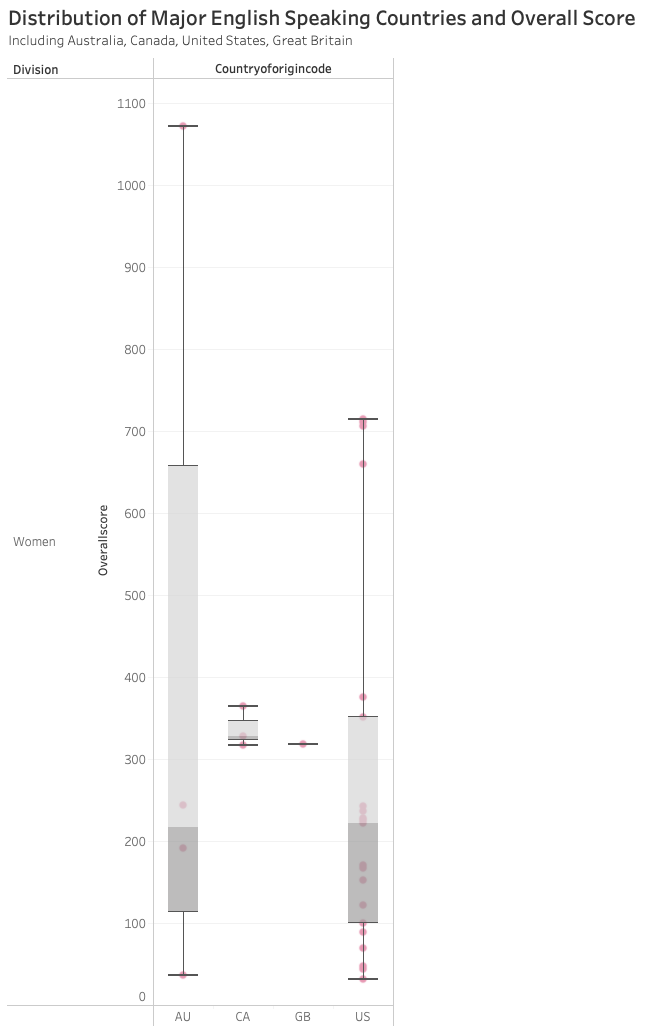 Distribution of Major English Speaking Countries and Overall Score
Including Australia, Canada, United States, Great Britain
Division
Countryoforigincode
1100
1000
900
800
700
600
500
400
300
200
100
0
Overallscore
Women
AU CA GB US